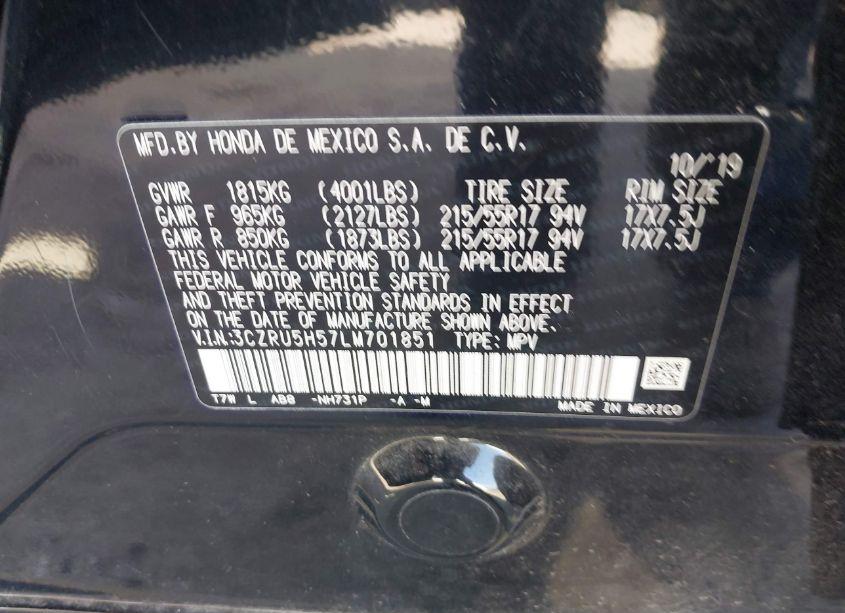 MFD.BY HONDA DE MEXICO S.A. DE C.V.
10/'19
GVWR 1815KG (4001LBS) TIRE SIZE RIM SIZE
GAWR F 965KG (2127LBS) 215/55R17 94V 17X7.5J
GAWR R 850KG (1873LBS) 215/55R17 94V 17X7.5J
THIS VEHICLE CONFORMS TO ALL APPLICABLE
FEDERAL MOTOR VEHICLE SAFETY
AND THEFT PREVENTION STANDARDS IN EFFECT
ON THE DATE OF MANUFACTURE SHOWN ABOVE.
V.I.N:3CZRU5H57LM701851 TYPE: MPV
T7W L ABB -NH731P -A -M MADE IN MEXICO